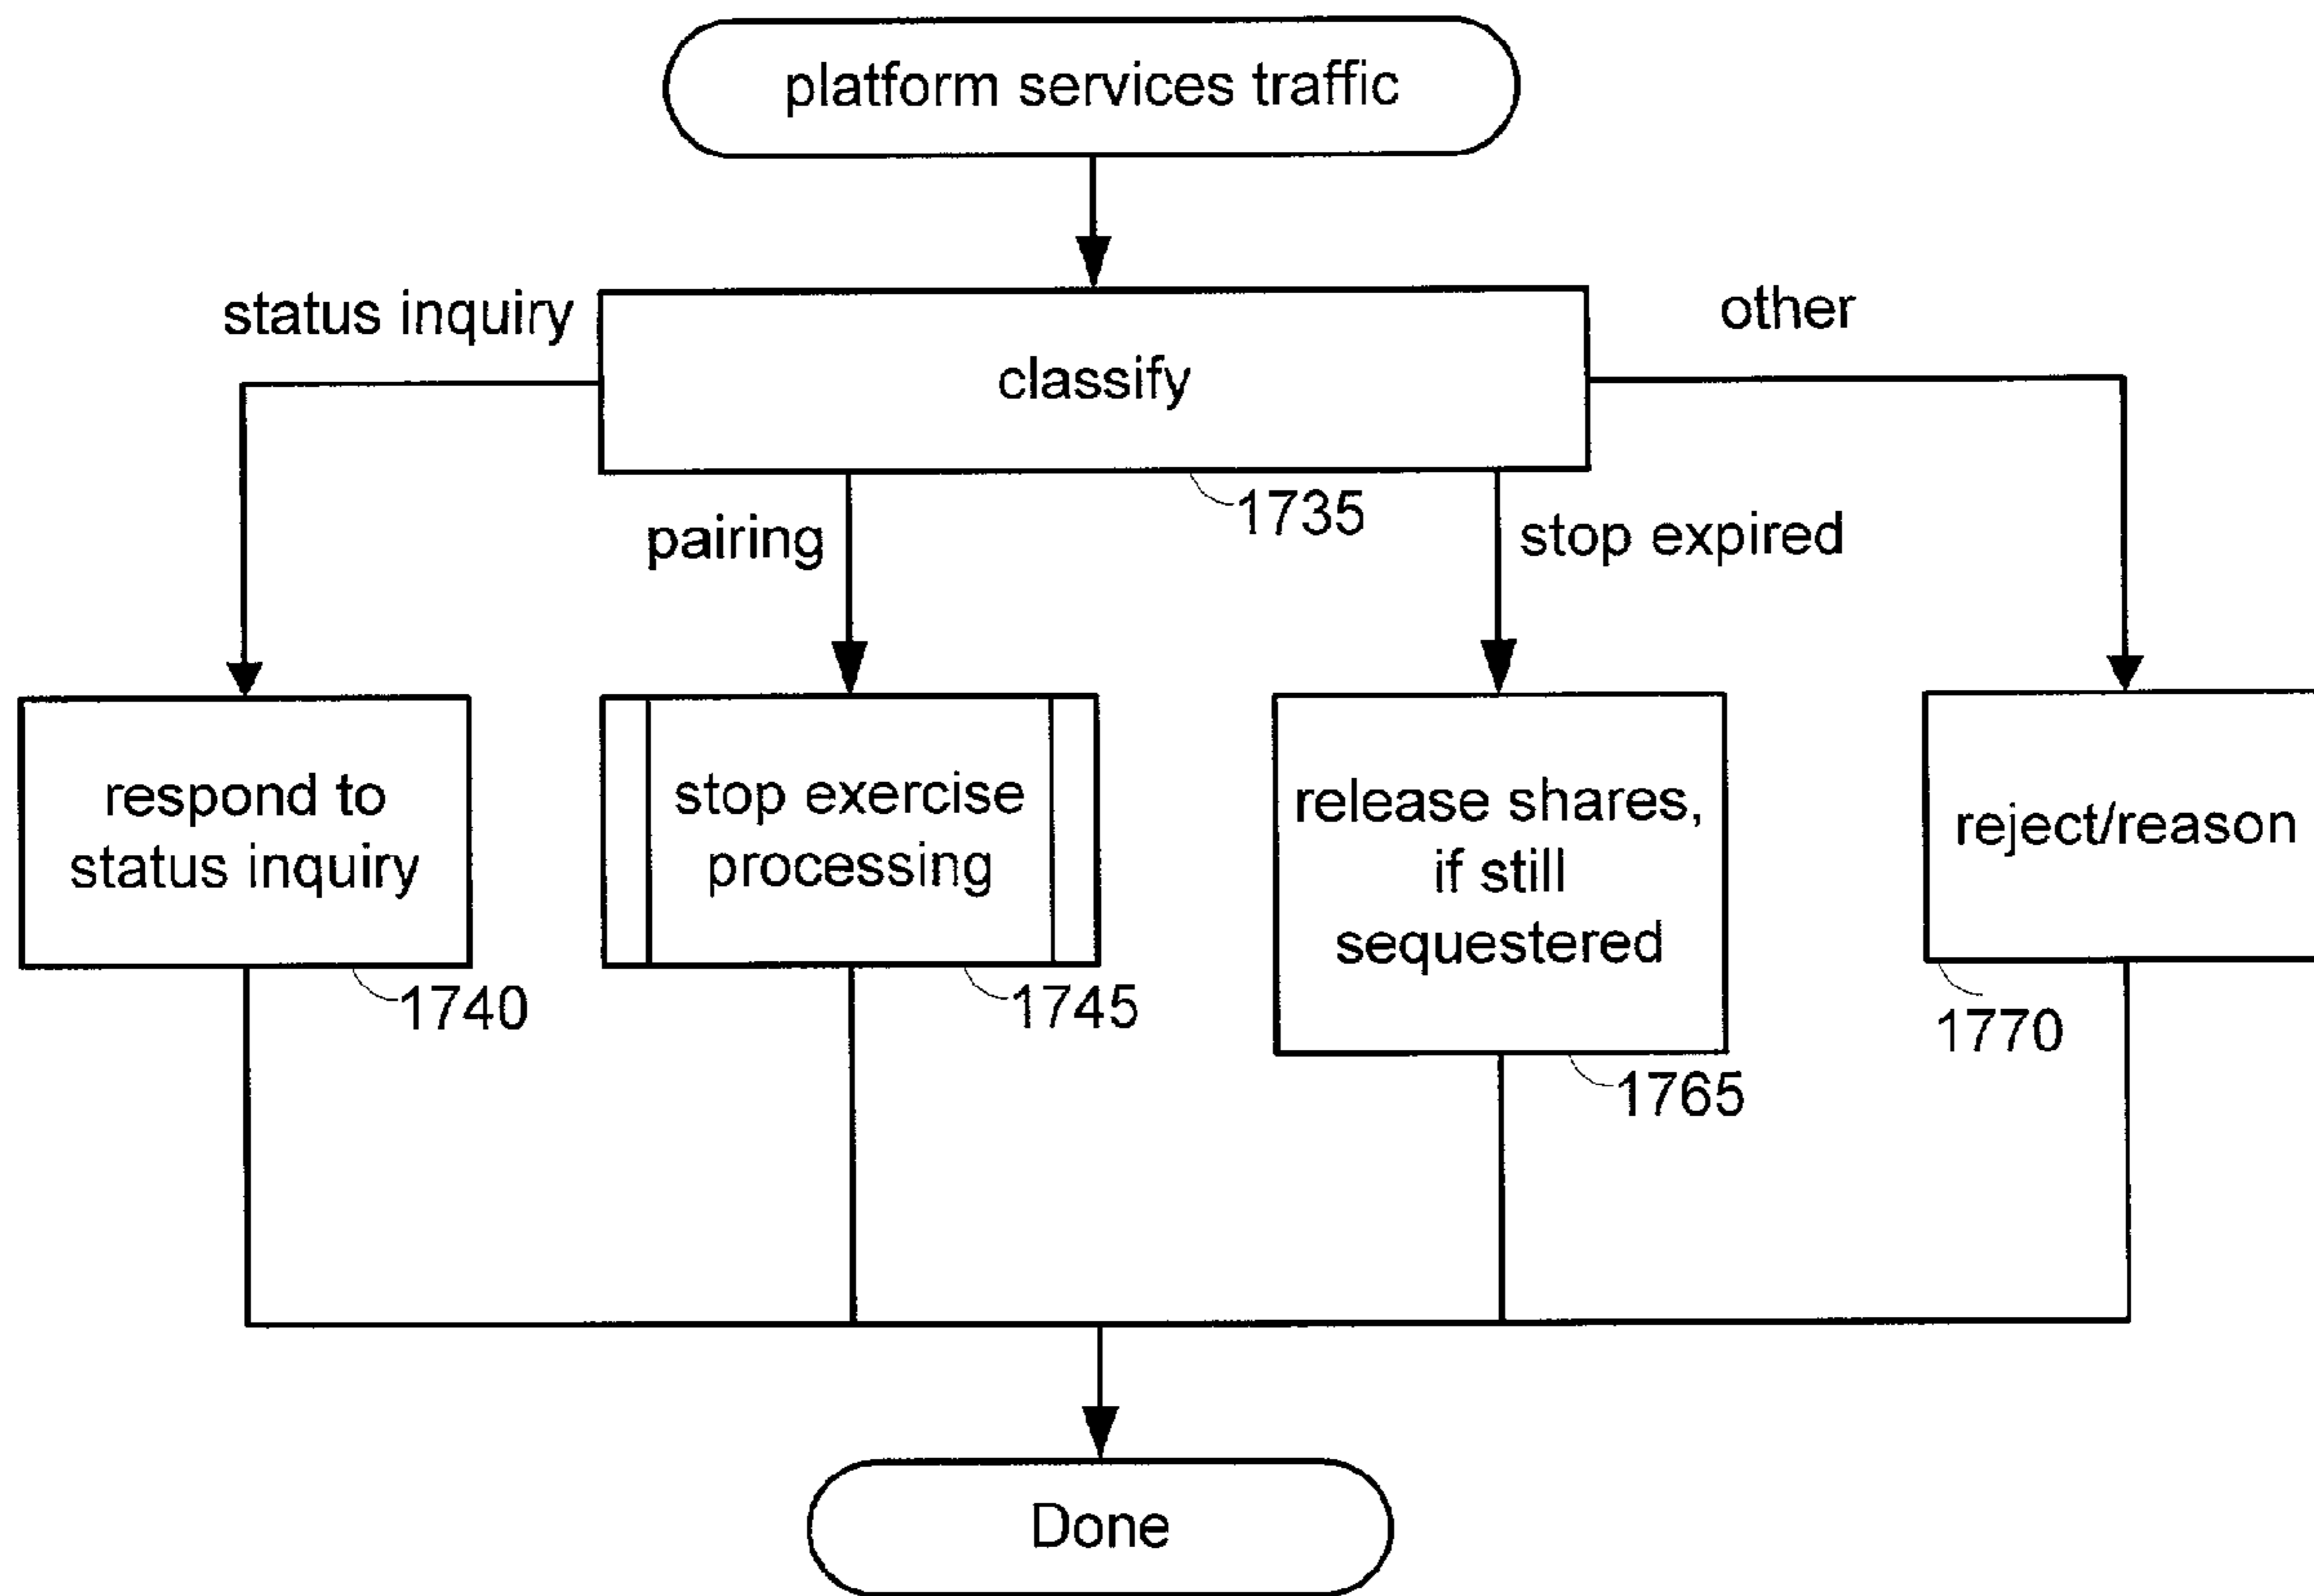 platform services traffic
status inquiry
other
classify
1735
pairing
stop expired
respond to
status inquiry
1740
stop exercise
processing
1745
release shares,
if still
sequestered
1765
reject/reason
1770
Done